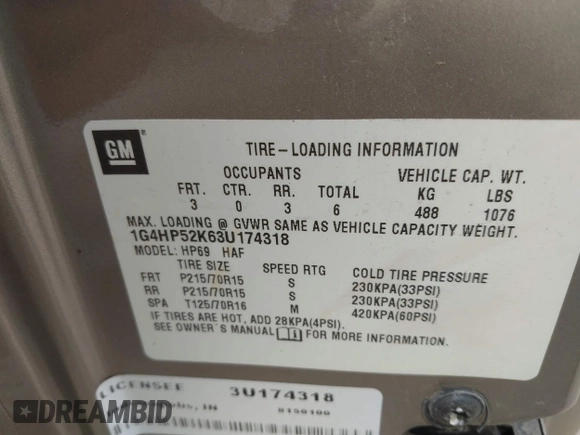 GM
TIRE-LOADING INFORMATION
OCCUPANTS VEHICLE CAP. WT.
FRT. CTR. RR. TOTAL KG LBS
3 0 3 6 488 1076
MAX. LOADING @ GVWR SAME AS VEHICLE CAPACITY WEIGHT.
1G4HP52K63U174318
MODEL: HP69 HAF
TIRE SIZE SPEED RTG COLD TIRE PRESSURE
FRT P215/70R15 S 230KPA(33PSI)
RR P215/70R15 S 230KPA(33PSI)
SPA T125/70R16 M 420KPA(60PSI)
IF TIRES ARE HOT, ADD 28KPA(4PSI).
SEE OWNER'S MANUAL FOR MORE INFORMATION.
LICENSEE 3U174318
IN
DREAMBID